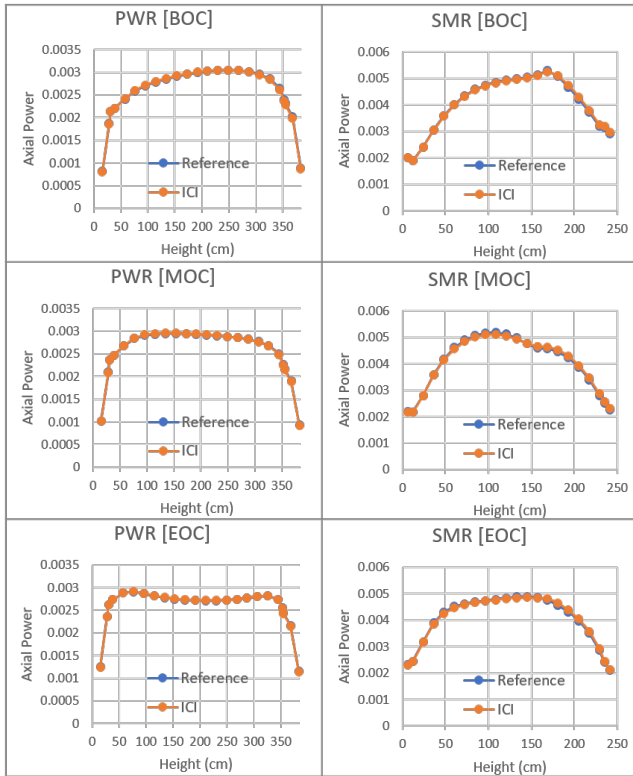 PWR [BOC]
0.0035
0.003
0.0025
0.002
0.0015
0.001
0.0005
0
Axial Power
Reference
ICI
0 50 100 150 200 250 300 350
Height (cm)
SMR [BOC]
0.006
0.005
0.004
0.003
0.002
0.001
0
Axial Power
Reference
ICI
0 50 100 150 200 250
Height (cm)
PWR [MOC]
0.0035
0.003
0.0025
0.002
0.0015
0.001
0.0005
0
Axial Power
Reference
ICI
0 50 100 150 200 250 300 350
Height (cm)
SMR [MOC]
0.006
0.005
0.004
0.003
0.002
0.001
0
Axial Power
Reference
ICI
0 50 100 150 200 250
Height (cm)
PWR [EOC]
0.0035
0.003
0.0025
0.002
0.0015
0.001
0.0005
0
Axial Power
Reference
ICI
0 50 100 150 200 250 300 350
Height (cm)
SMR [EOC]
0.006
0.005
0.004
0.003
0.002
0.001
0
Axial Power
Reference
ICI
0 50 100 150 200 250
Height (cm)